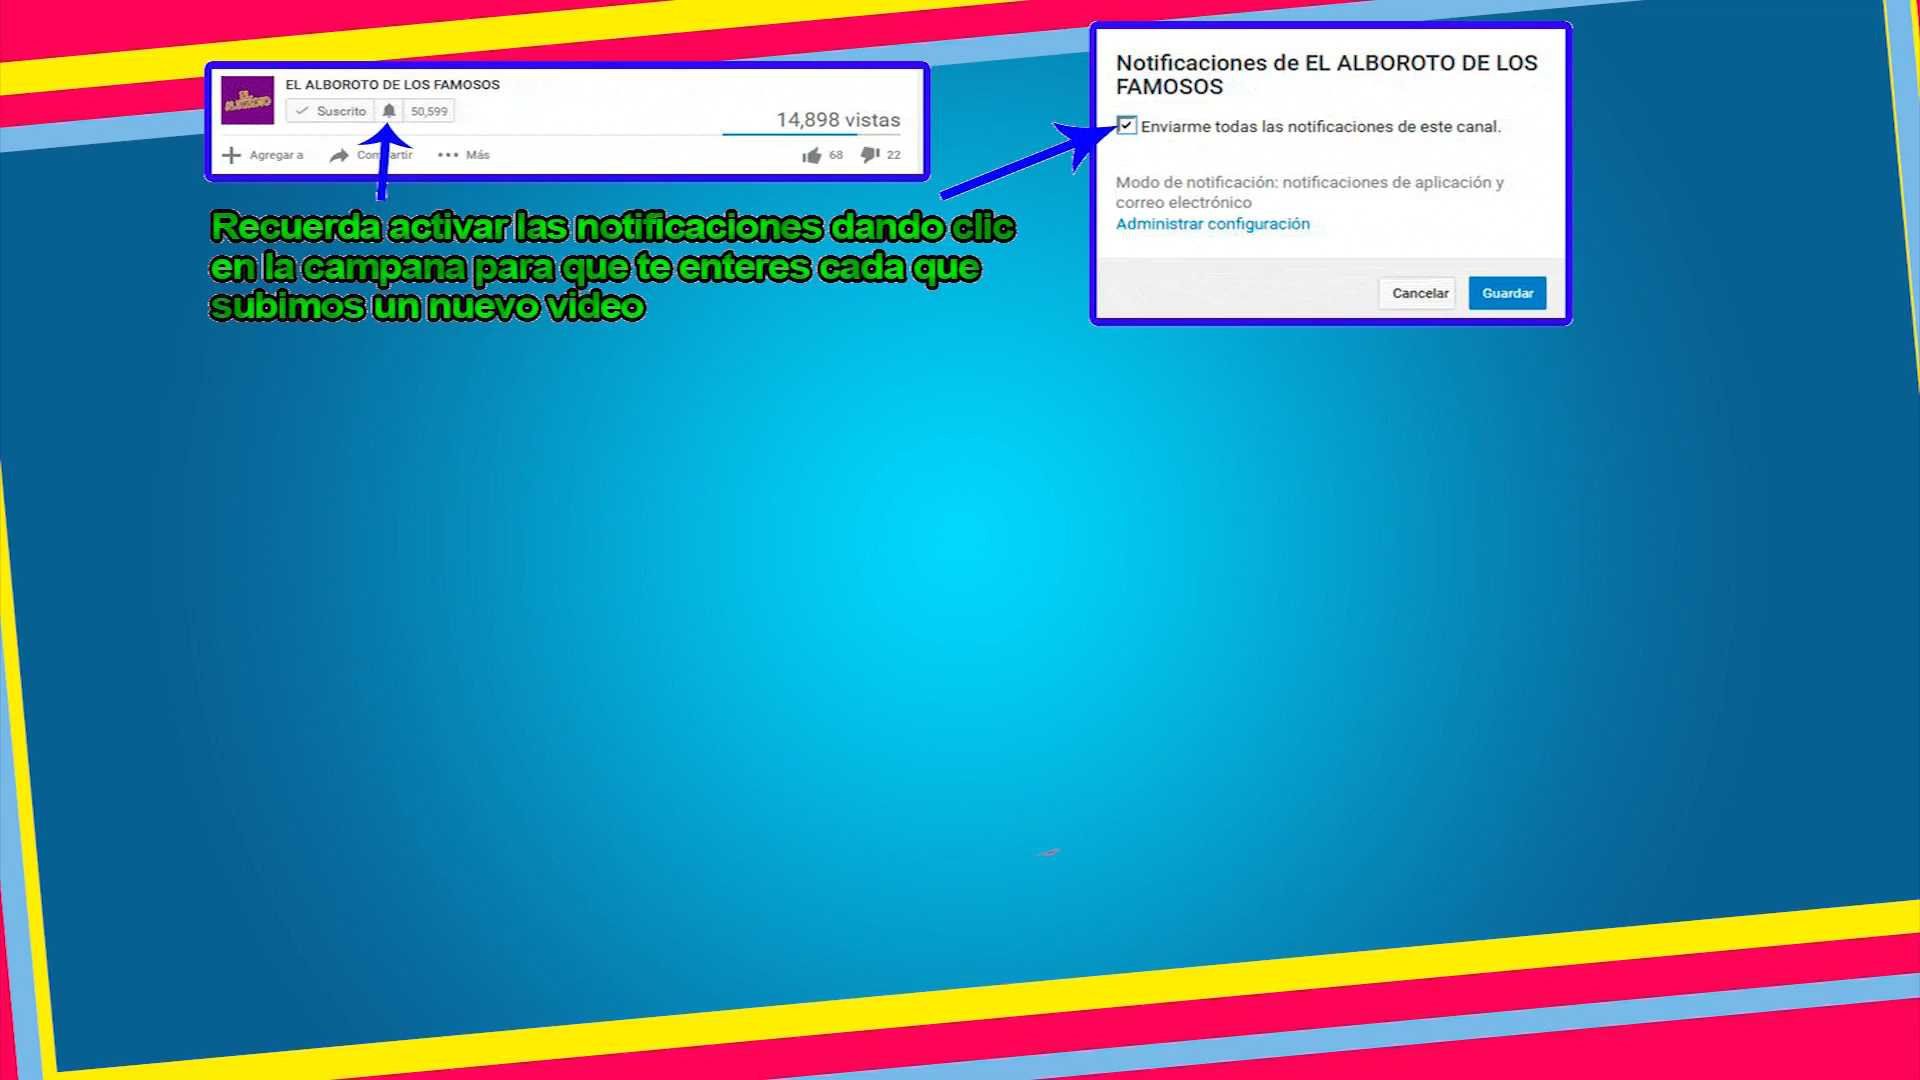 EL ALBOROTO
EL ALBOROTO DE LOS FAMOSOS
Suscrito 50,599
14,898 vistas
Agregar a Compartir Más 68 22
Recuerda activar las notificaciones dando clic
en la campana para que te enteres cada que
subimos un nuevo video
Notificaciones de EL ALBOROTO DE LOS
FAMOSOS
Enviarme todas las notificaciones de este canal.
Modo de notificación: notificaciones de aplicación y
correo electrónico
Administrar configuración
Cancelar Guardar